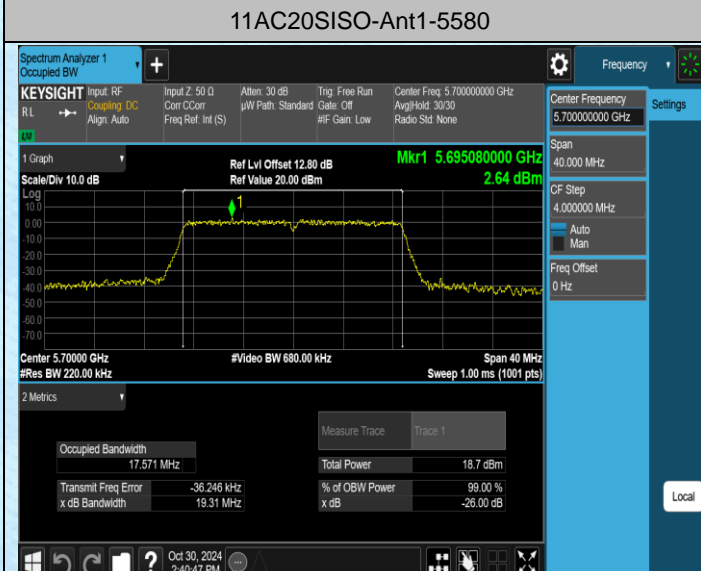 11AC20SISO-Ant1-5580
Spectrum Analyzer 1
Occupied BW
+
Frequency
KEYSIGHT
RL
LXI
Input: RF
Coupling: DC
Align: Auto
Input Z: 50 Ω
Corr CCorr
Freq Ref: Int (S)
Atten: 30 dB
µW Path: Standard
Trig: Free Run
Gate: Off
#IF Gain: Low
Center Freq: 5.700000000 GHz
Avg|Hold: 30/30
Radio Std: None
Center Frequency
5.700000000 GHz
Settings
Span
40.000 MHz
CF Step
4.000000 MHz
Auto
Man
Freq Offset
0 Hz
1 Graph
Scale/Div 10.0 dB
Ref Lvl Offset 12.80 dB
Ref Value 20.00 dBm
Mkr1 5.695080000 GHz
2.64 dBm
Log
10.0
0.00
-10.0
-20.0
-30.0
-40.0
-50.0
-60.0
-70.0
1
Center 5.70000 GHz
#Res BW 220.00 kHz
#Video BW 680.00 kHz
Span 40 MHz
Sweep 1.00 ms (1001 pts)
2 Metrics
Measure Trace
Trace 1
Occupied Bandwidth
17.571 MHz
Total Power 18.7 dBm
Transmit Freq Error -36.246 kHz
% of OBW Power 99.00 %
x dB Bandwidth 19.31 MHz
x dB -26.00 dB
Local
?
Oct 30, 2024
2:40:47 PM